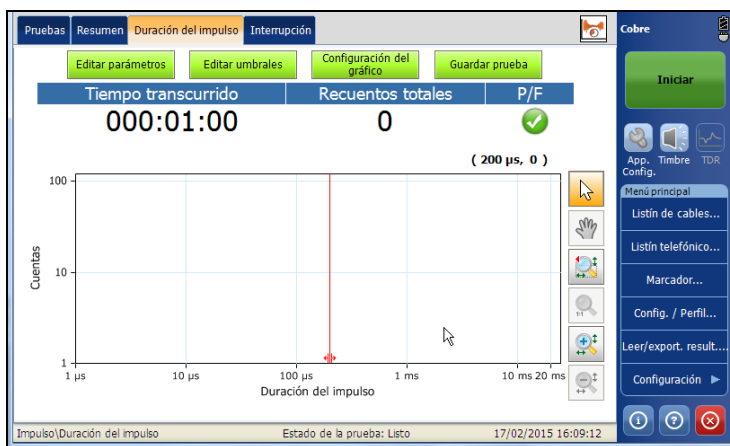 Pruebas Resumen Duración del impulso Interrupción
Cobre
Editar parámetros
Editar umbrales
Configuración del
gráfico
Guardar prueba
Iniciar
Tiempo transcurrido Recuentos totales P/F
000:01:00 0
( 200 µs, 0 )
App.
Config.
Timbre
TDR
Menú principal
Listín de cables...
Listín telefónico...
Marcador...
Config. / Perfil...
Leer/export. result....
Configuración
100
10
1
Cuentas
1:1
1 µs 10 µs 100 µs 1 ms 10 ms 20 ms
Duración del impulso
Impulso\Duración del impulso Estado de la prueba: Listo 17/02/2015 16:09:12